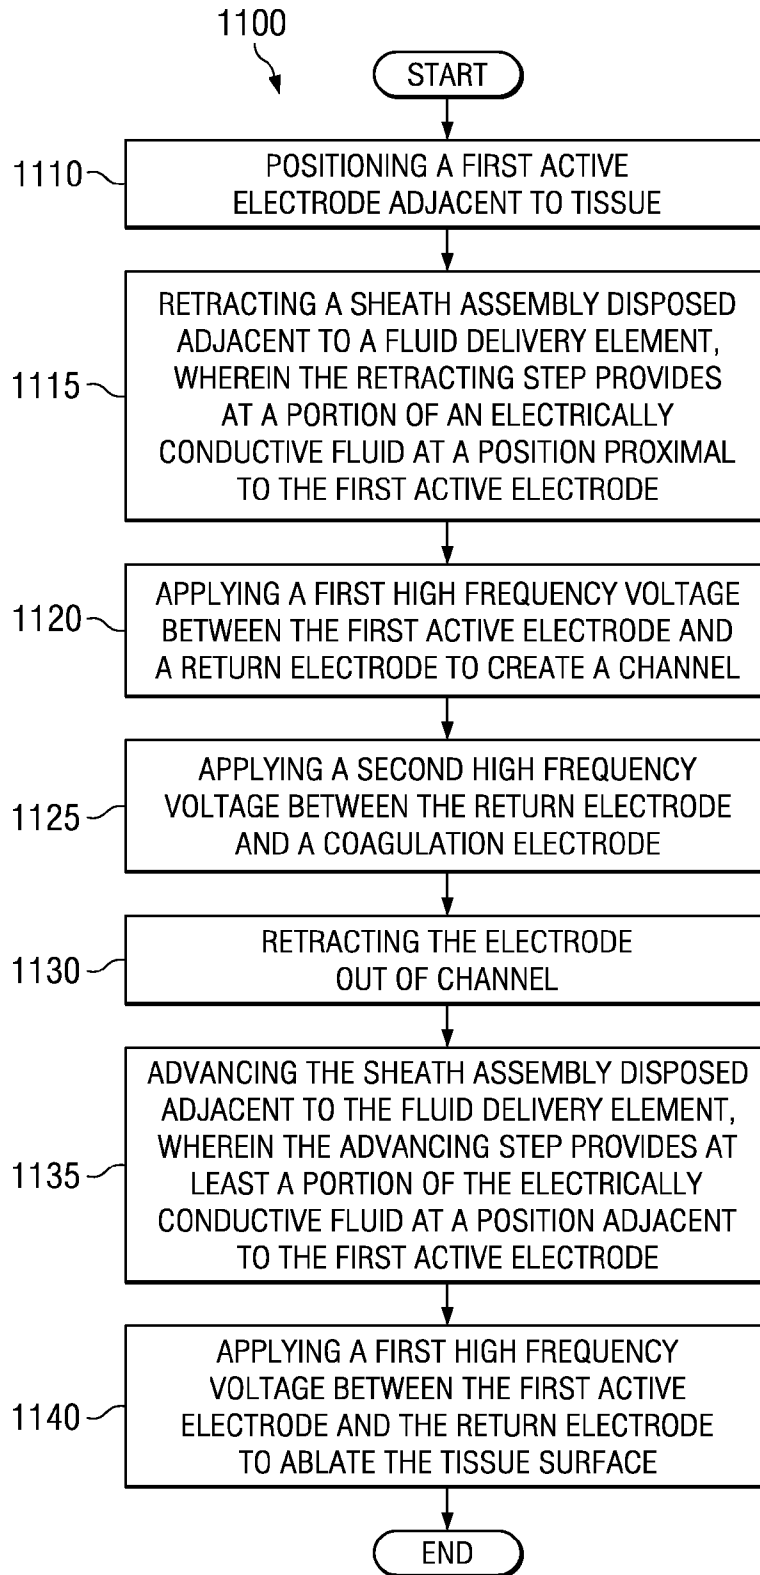 1100
START
1110
POSITIONING A FIRST ACTIVE
ELECTRODE ADJACENT TO TISSUE
1115
RETRACTING A SHEATH ASSEMBLY DISPOSED
ADJACENT TO A FLUID DELIVERY ELEMENT,
WHEREIN THE RETRACTING STEP PROVIDES
AT A PORTION OF AN ELECTRICALLY
CONDUCTIVE FLUID AT A POSITION PROXIMAL
TO THE FIRST ACTIVE ELECTRODE
1120
APPLYING A FIRST HIGH FREQUENCY VOLTAGE
BETWEEN THE FIRST ACTIVE ELECTRODE AND
A RETURN ELECTRODE TO CREATE A CHANNEL
1125
APPLYING A SECOND HIGH FREQUENCY
VOLTAGE BETWEEN THE RETURN ELECTRODE
AND A COAGULATION ELECTRODE
1130
RETRACTING THE ELECTRODE
OUT OF CHANNEL
1135
ADVANCING THE SHEATH ASSEMBLY DISPOSED
ADJACENT TO THE FLUID DELIVERY ELEMENT,
WHEREIN THE ADVANCING STEP PROVIDES AT
LEAST A PORTION OF THE ELECTRICALLY
CONDUCTIVE FLUID AT A POSITION ADJACENT
TO THE FIRST ACTIVE ELECTRODE
1140
APPLYING A FIRST HIGH FREQUENCY
VOLTAGE BETWEEN THE FIRST ACTIVE
ELECTRODE AND THE RETURN ELECTRODE
TO ABLATE THE TISSUE SURFACE
END